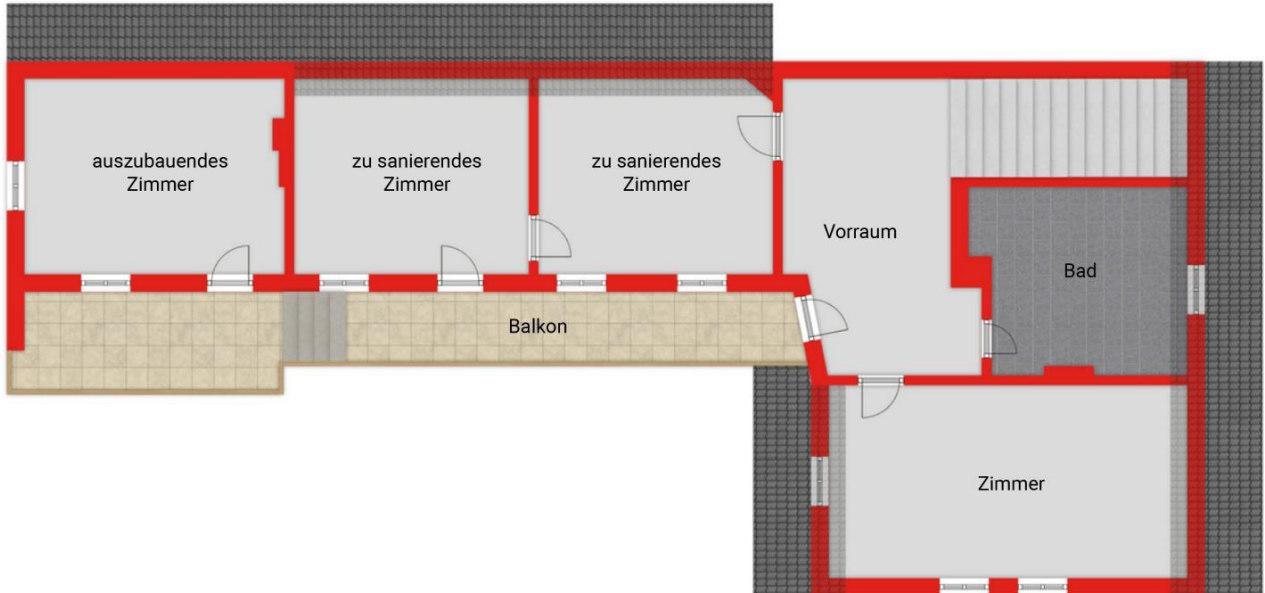 auszubauendes
Zimmer
zu sanierendes
Zimmer
zu sanierendes
Zimmer
Vorraum
Bad
Balkon
Zimmer